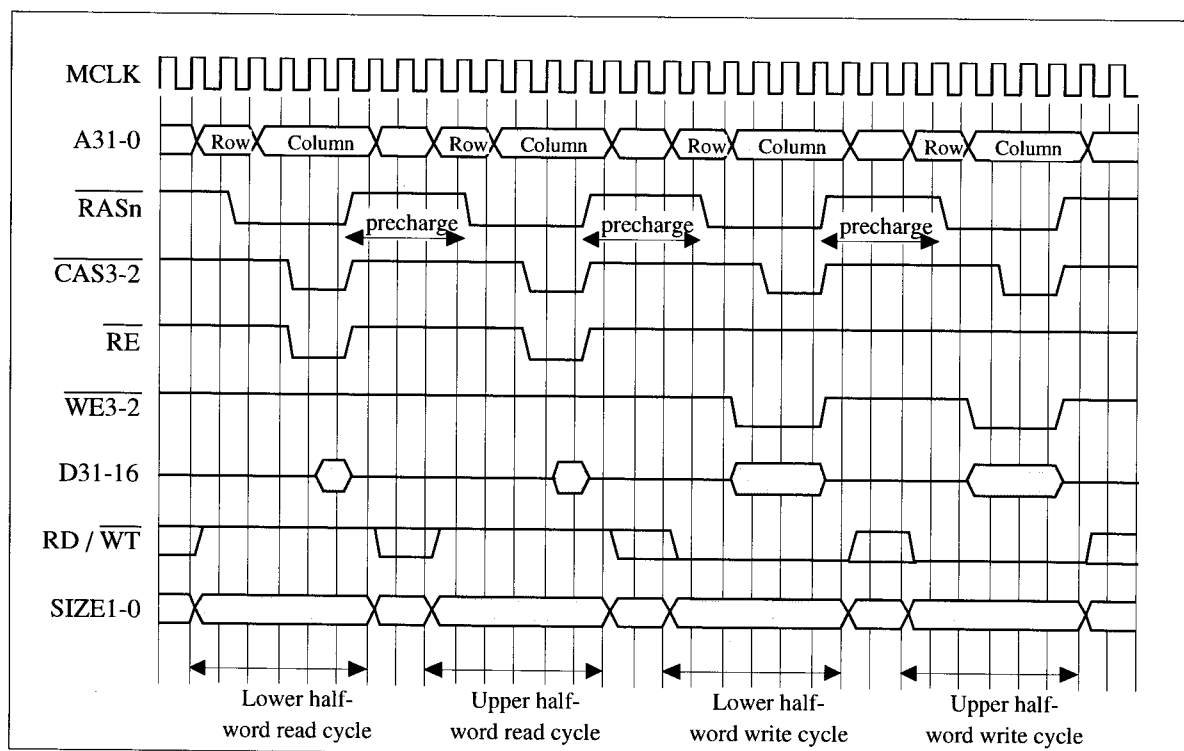 MCLK
A31-0
Row Column Row Column Row Column Row Column
RASn
precharge precharge precharge
CAS3-2
RE
WE3-2
D31-16
RD / WT
SIZE1-0
Lower half- Upper half- Lower half- Upper half-
word read cycle word read cycle word write cycle word write cycle